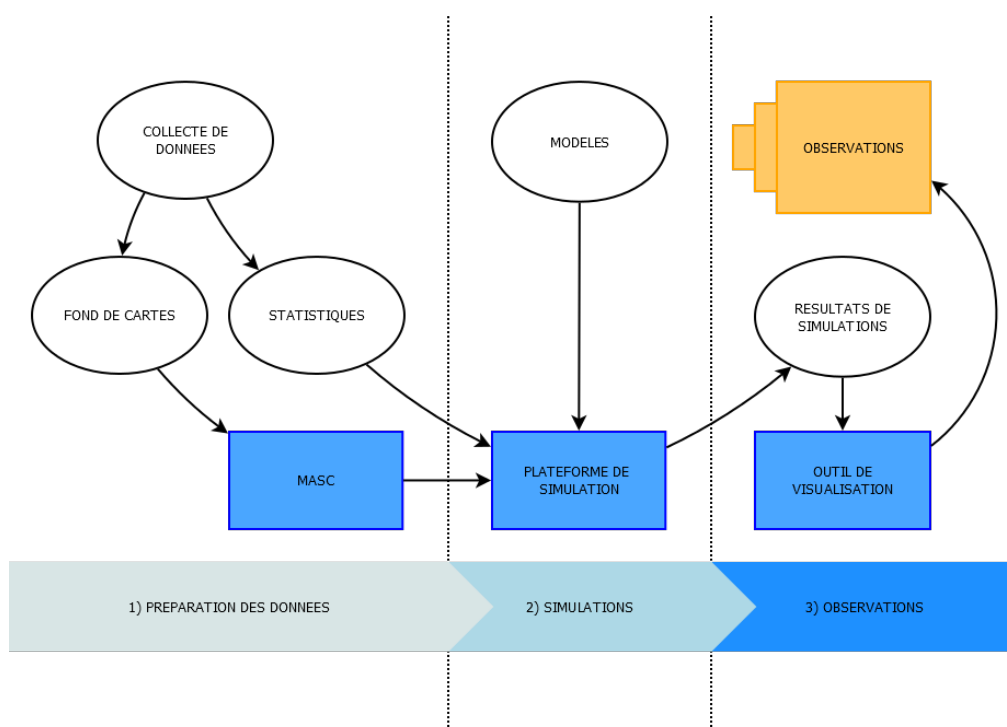 COLLECTE DE
DONNEES
MODELES
OBSERVATIONS
FOND DE CARTES
STATISTIQUES
RESULTATS DE
SIMULATIONS
MASC
PLATEFORME DE
SIMULATION
OUTIL DE
VISUALISATION
1) PREPARATION DES DONNEES
2) SIMULATIONS
3) OBSERVATIONS